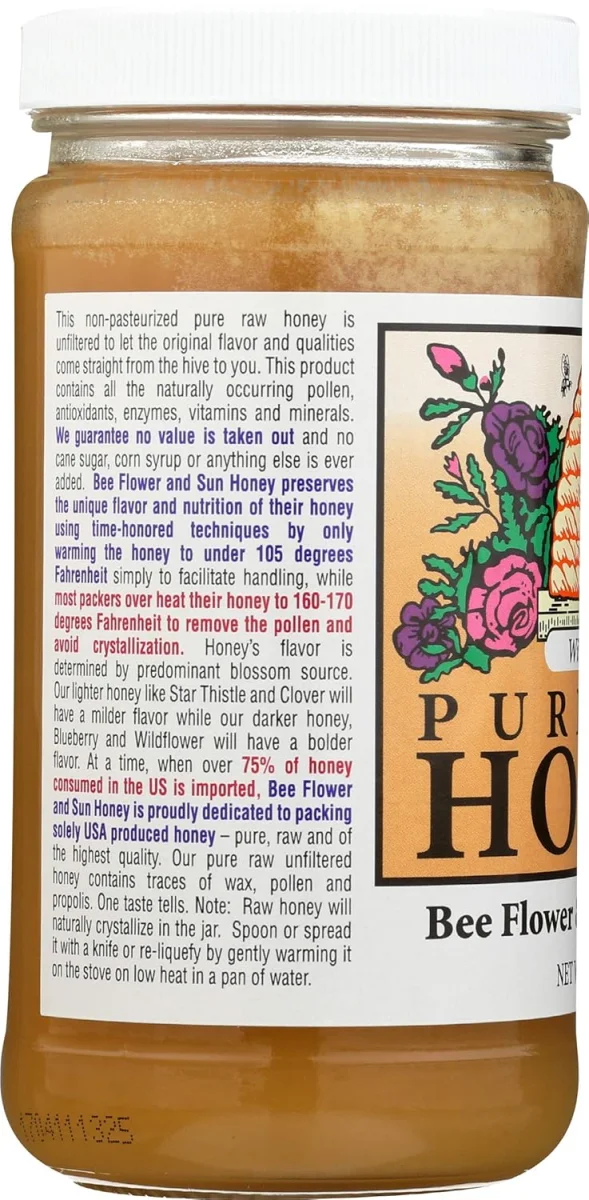 This non-pasteurized pure raw honey is
unfiltered to let the original flavor and qualities
come straight from the hive to you. This product
contains all the naturally occurring pollen,
antioxidants, enzymes, vitamins and minerals.
We guarantee no value is taken out and no
cane sugar, corn syrup or anything else is ever
added. Bee Flower and Sun Honey preserves
the unique flavor and nutrition of their honey
using time-honored techniques by only
warming the honey to under 105 degrees
Fahrenheit simply to facilitate handling, while
most packers over heat their honey to 160-170
degrees Fahrenheit to remove the pollen and
avoid crystallization. Honey's flavor is
determined by predominant blossom source.
Our lighter honey like Star Thistle and Clover will
have a milder flavor while our darker honey,
Blueberry and Wildflower will have a bolder
flavor. At a time, when over 75% of honey
consumed in the US is imported, Bee Flower
and Sun Honey is proudly dedicated to packing
solely USA produced honey – pure, raw and of
the highest quality. Our pure raw unfiltered
honey contains traces of wax, pollen and
propolis. One taste tells. Note: Raw honey will
naturally crystallize in the jar. Spoon or spread
it with a knife or re-liquefy by gently warming it
on the stove on low heat in a pan of water.
PUR
HO
Bee Flower
NET